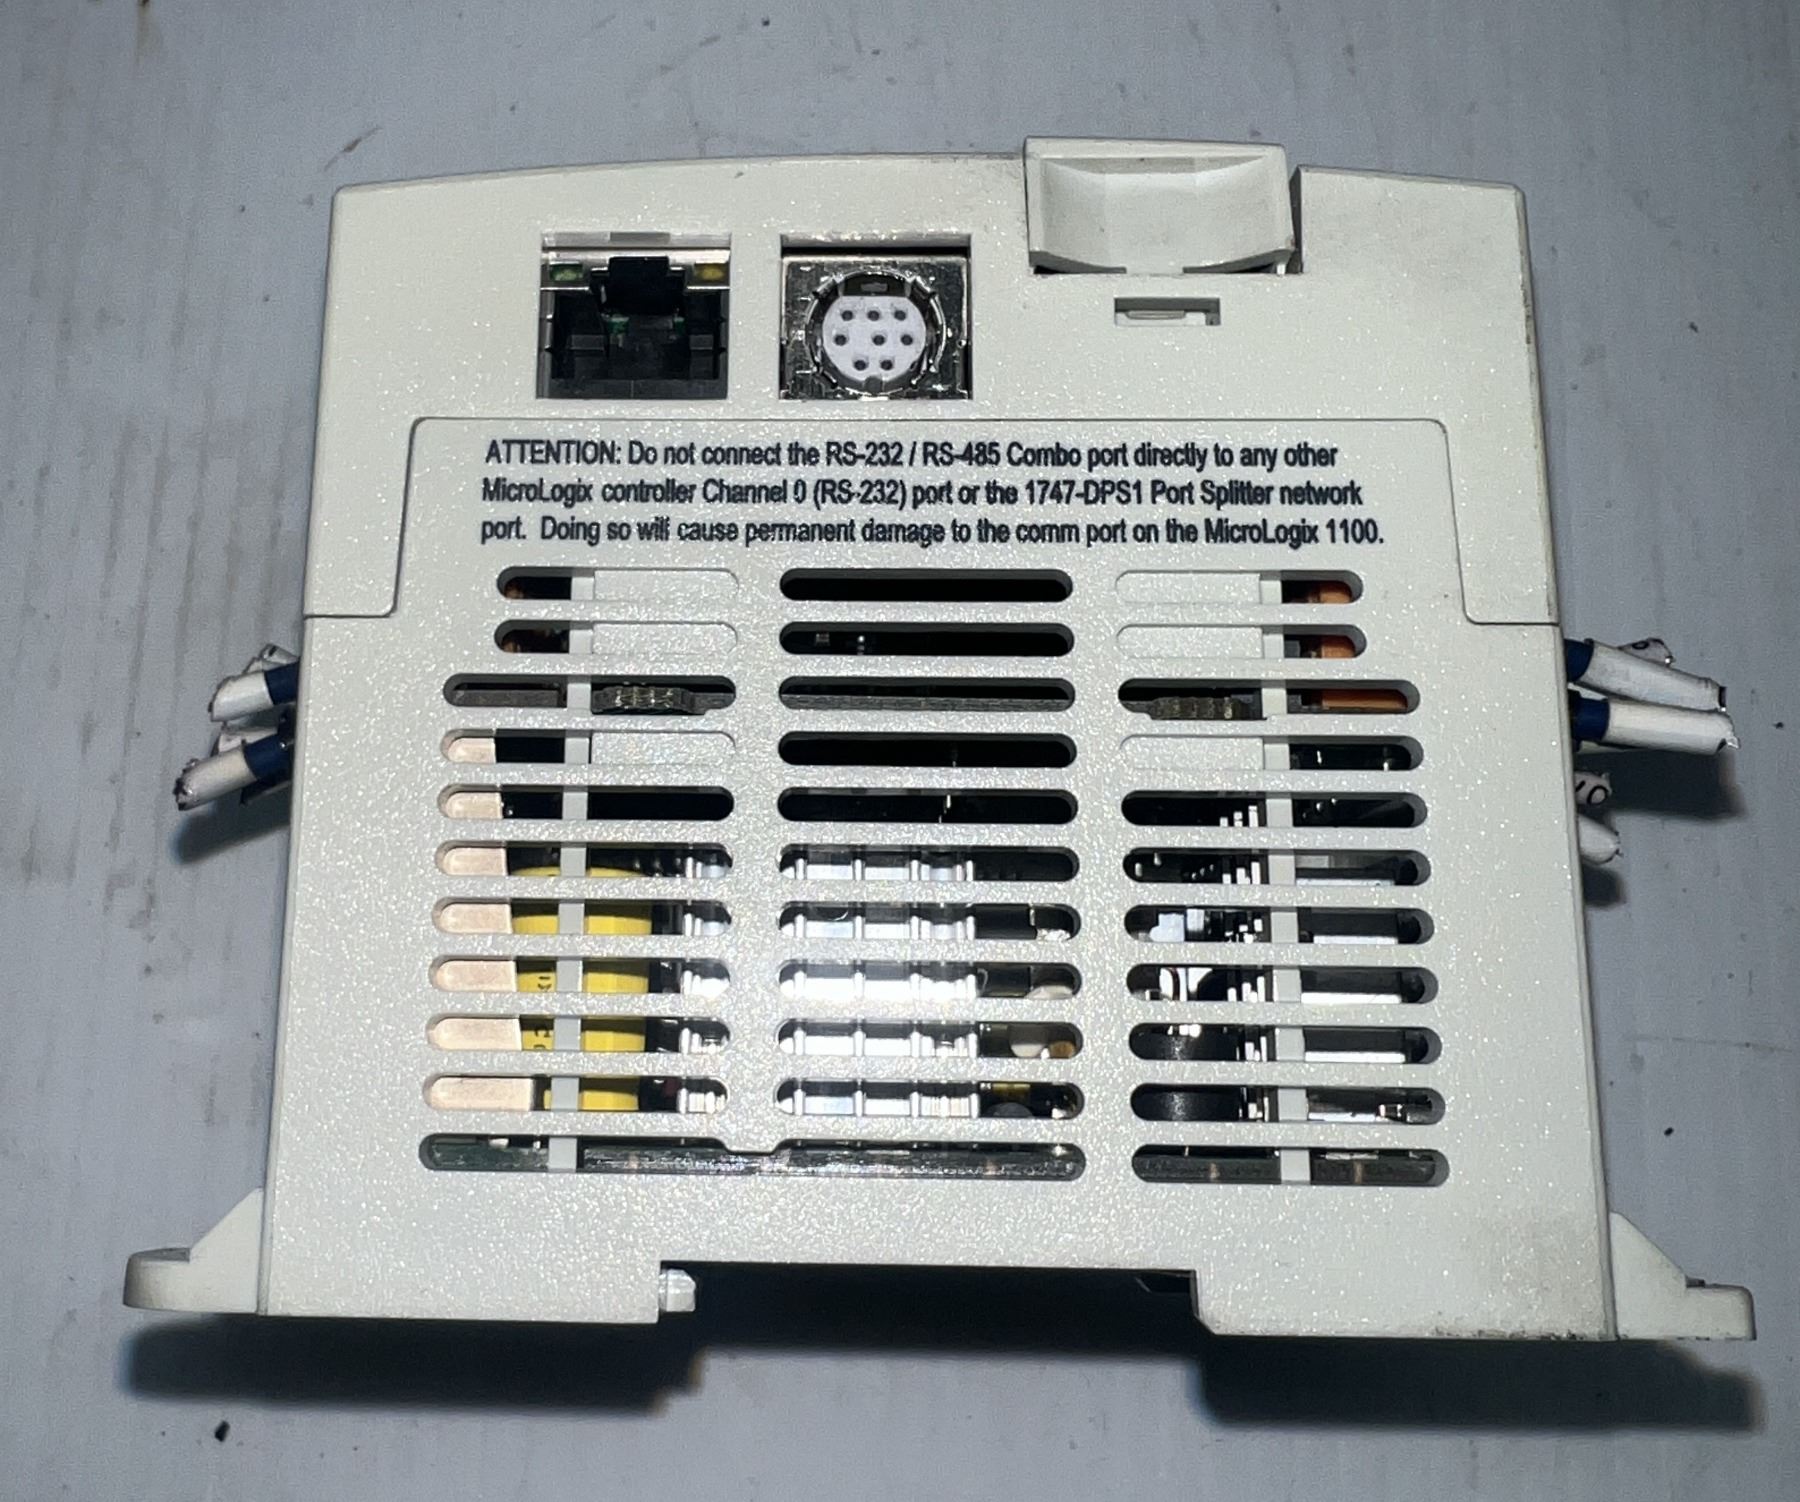 ATTENTION: Do not connect the RS-232 / RS-485 Combo port directly to any other
MicroLogix controller Channel 0 (RS-232) port or the 1747-DPS1 Port Splitter network
port. Doing so will cause permanent damage to the comm port on the MicroLogix 1100.